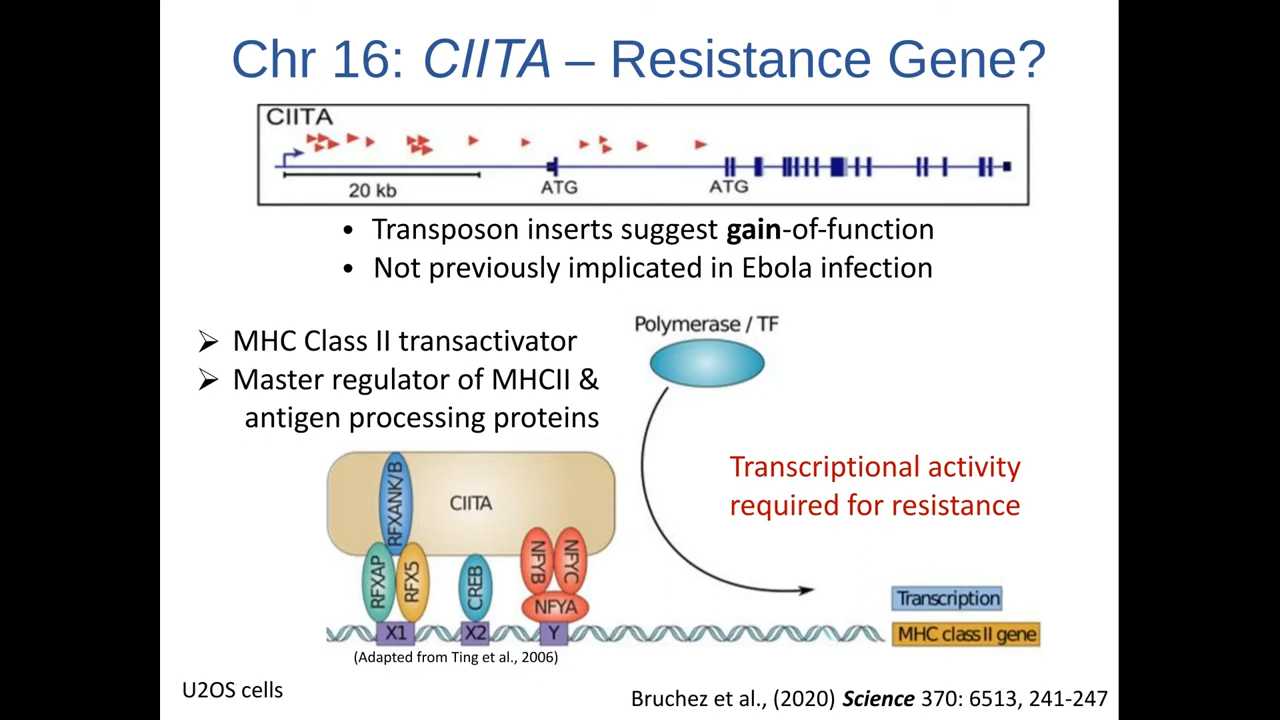 Chr 16: CIITA – Resistance Gene?
CIITA
20 kb
ATG
ATG
• Transposon inserts suggest gain-of-function
• Not previously implicated in Ebola infection
➢ MHC Class II transactivator
➢ Master regulator of MHCII &
antigen processing proteins
Polymerase / TF
Transcriptional activity
required for resistance
CIITA
RFXANK/B
RFXAP
RFX5
CREB
NFYB
NFYC
NFYA
X1
X2
Y
Transcription
MHC class II gene
(Adapted from Ting et al., 2006)
U2OS cells
Bruchez et al., (2020) Science 370: 6513, 241-247